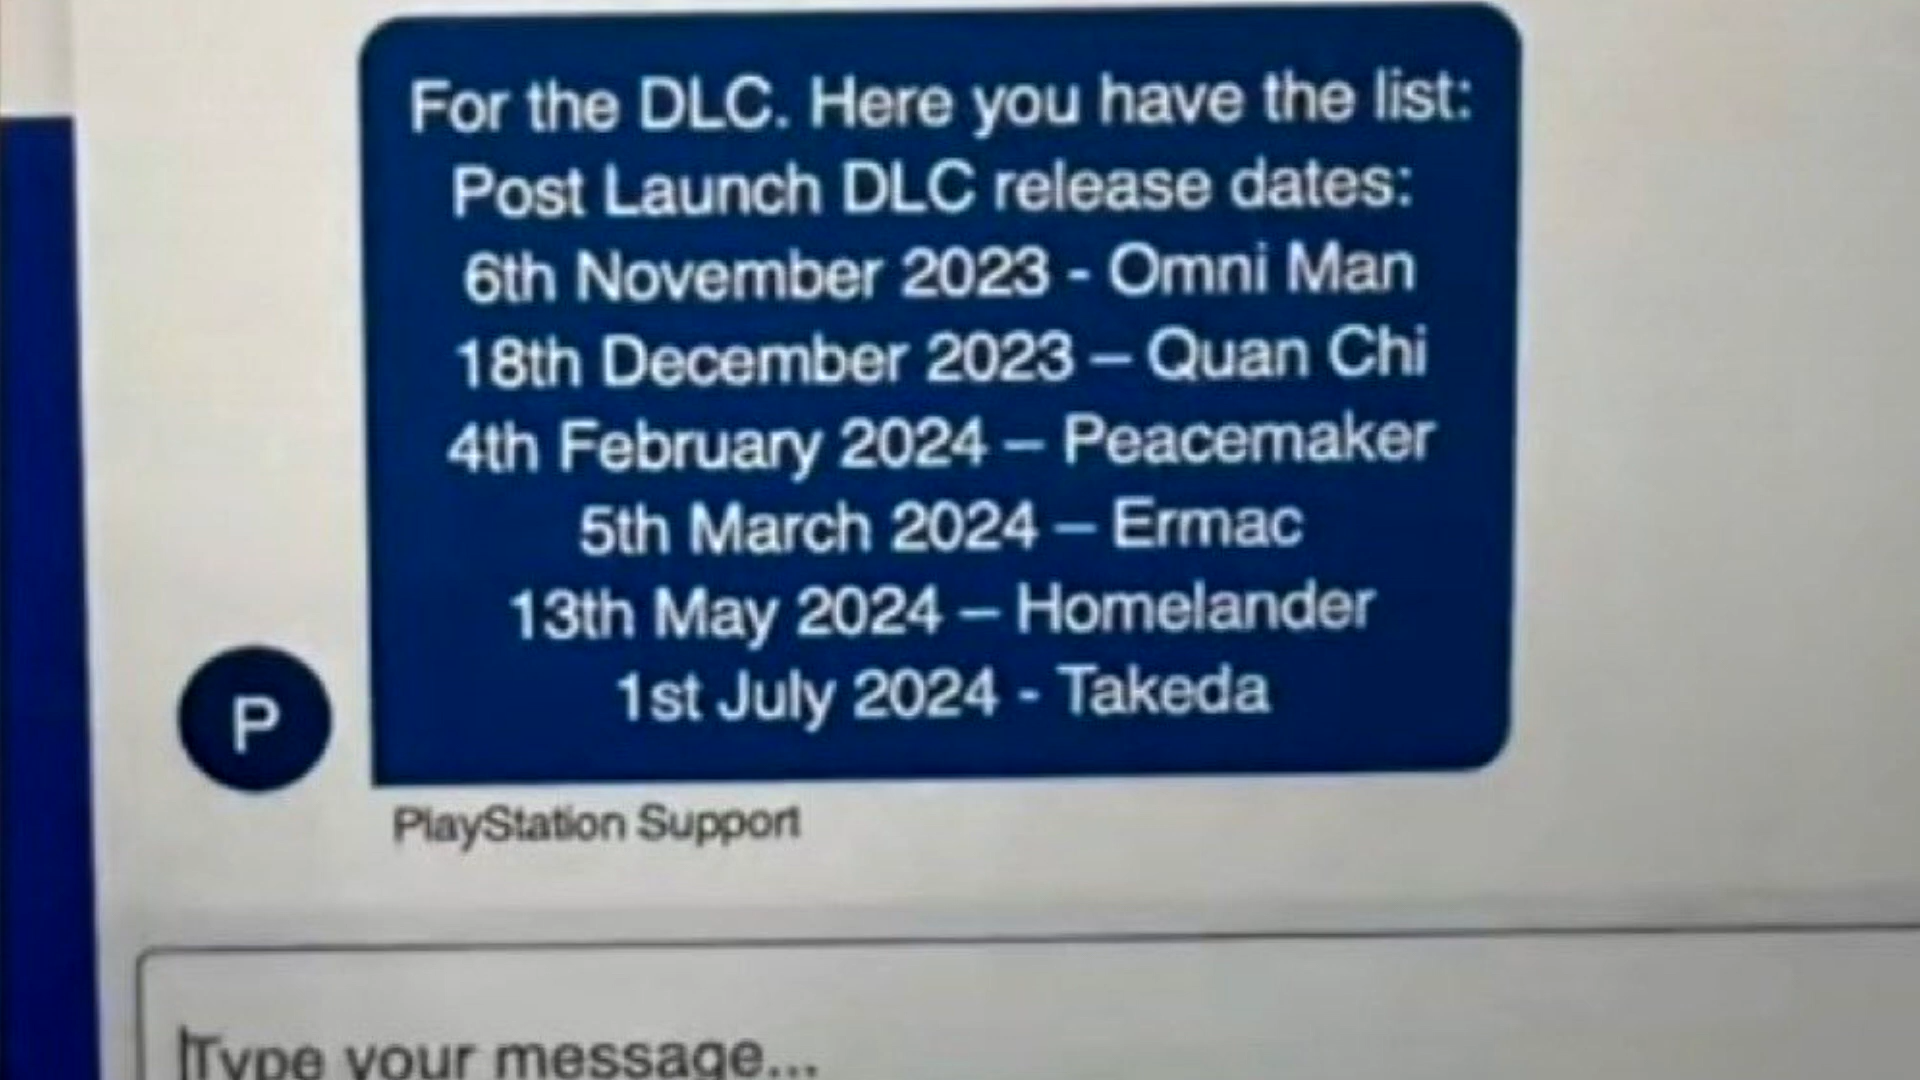 For the DLC. Here you have the list:
Post Launch DLC release dates:
6th November 2023 - Omni Man
18th December 2023 – Quan Chi
4th February 2024 – Peacemaker
5th March 2024 – Ermac
13th May 2024 – Homelander
1st July 2024 - Takeda
P
PlayStation Support
Type your message...